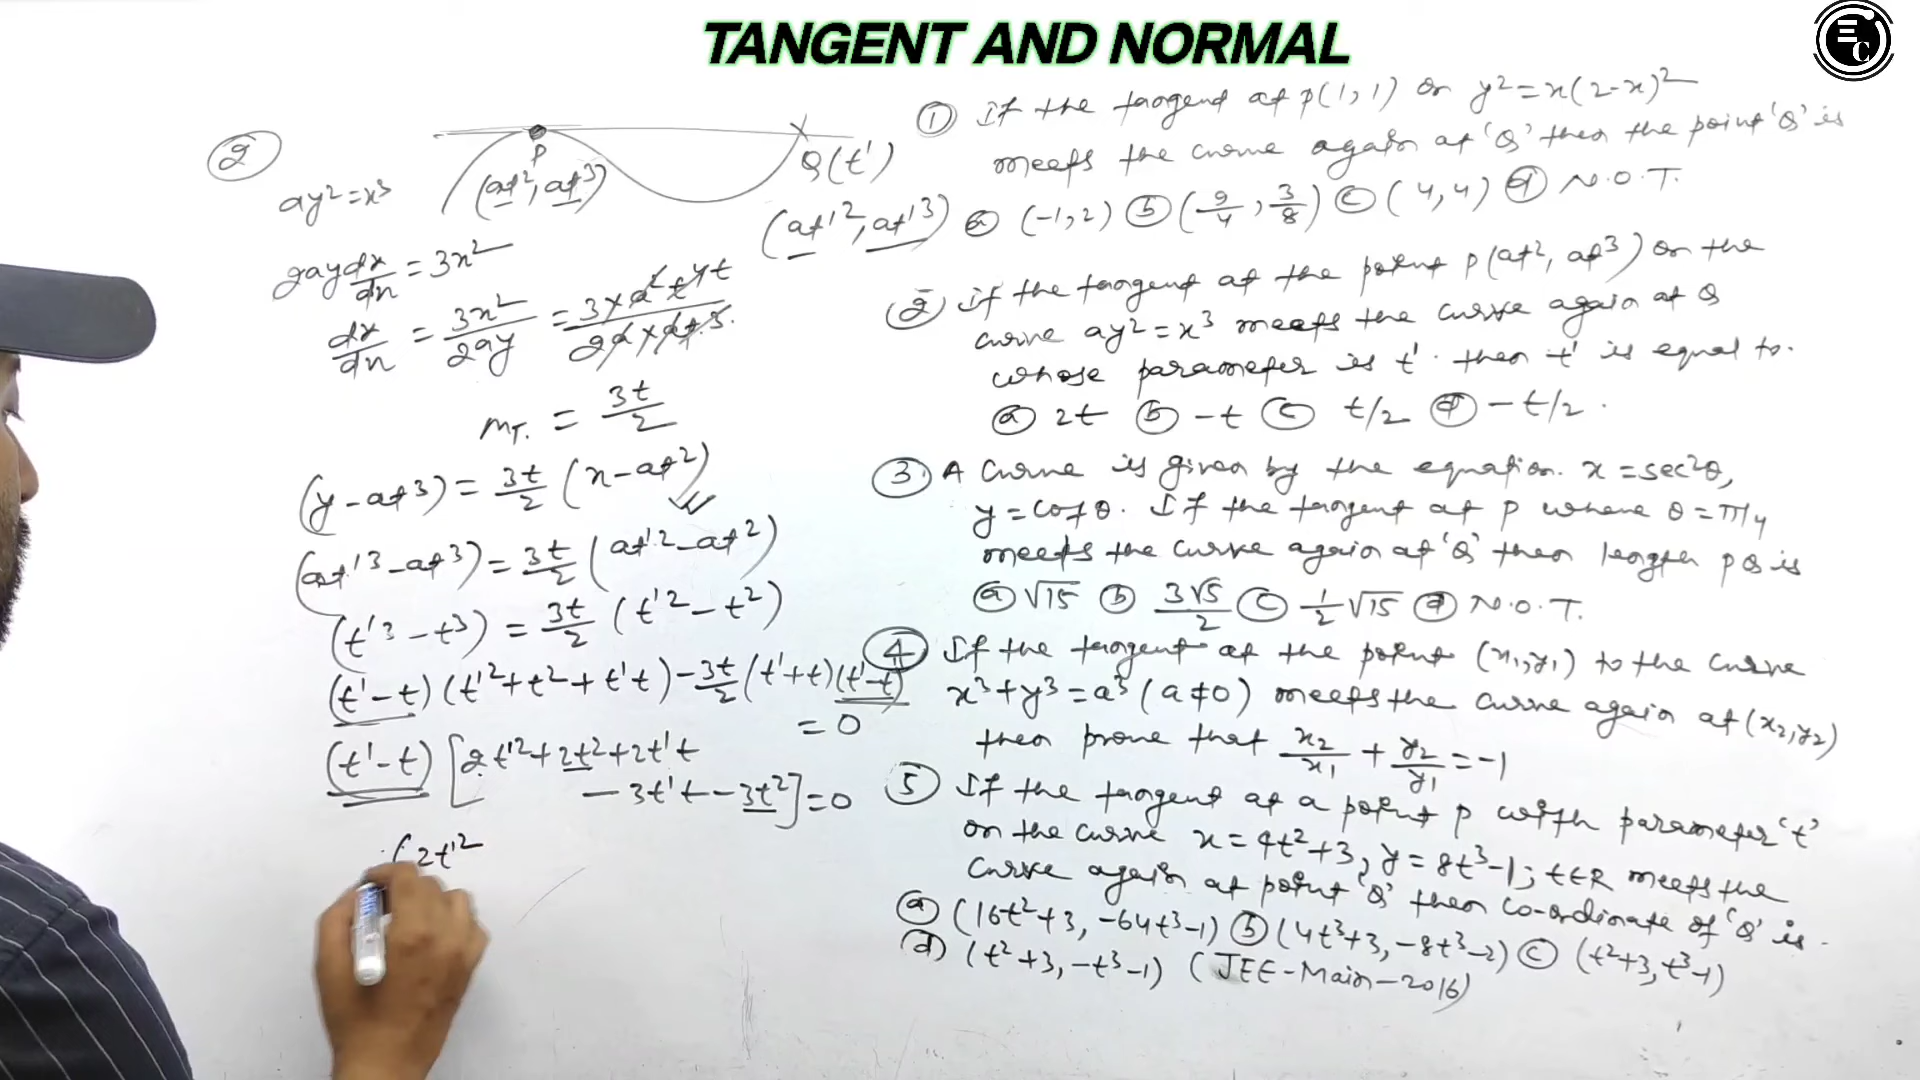 TANGENT AND NORMAL
EC
②
ay²=x³
P
(at², at³)
Q(t')
(at'², at'³)
2ay dy/dx = 3x²
dy/dx = 3x²/2ay = 3×a²t⁴t/2a×at³.
m_T. = 3t/2
(y-at³) = 3t/2 (x-at²)
(at'³-at³) = 3t/2 (at'²-at²)
(t'³-t³) = 3t/2 (t'²-t²)
(t'-t)(t'²+t²+t't) - 3t/2 (t'+t)(t'-t)
= 0
(t'-t) [2t'²+2t²+2t't
-3t't-3t²] = 0
(2t'²
① If the tangent at P(1,1) on y²=x(2-x)²
meets the curve again at 'Q' then the point 'Q' is
ⓐ (-1,2) ⓑ (9/4, 3/8) ⓒ (4,4) ⓓ N.O.T.
② If the tangent at the point P(at², at³) on the
curve ay²=x³ meets the curve again at Q
whose parameter is t'. then t' is equal to.
ⓐ 2t ⓑ -t ⓒ t/2 ⓓ -t/2.
③ A curve is given by the equation. x=sec²θ,
y=cotθ. If the tangent at P where θ=π/4
meets the curve again at 'Q' then length PQ is
ⓐ √15 ⓑ 3√5/2 ⓒ 1/2 √15 ⓓ N.O.T.
④ If the tangent at the point (x₁,y₁) to the curve
x³+y³=a³ (a≠0) meets the curve again at (x₂,y₂)
then prove that x₂/x₁ + y₂/y₁ = -1
⑤ If the tangent at a point P with parameter 't'
on the curve x=4t²+3, y=8t³-1; t∈R meets the
curve again at point 'Q' then co-ordinate of 'Q' is.
ⓐ (16t²+3, -64t³-1) ⓑ (4t³+3, -8t³-2) ⓒ (t²+3, t³-1)
ⓓ (t²+3, -t³-1) (JEE-Main-2016)